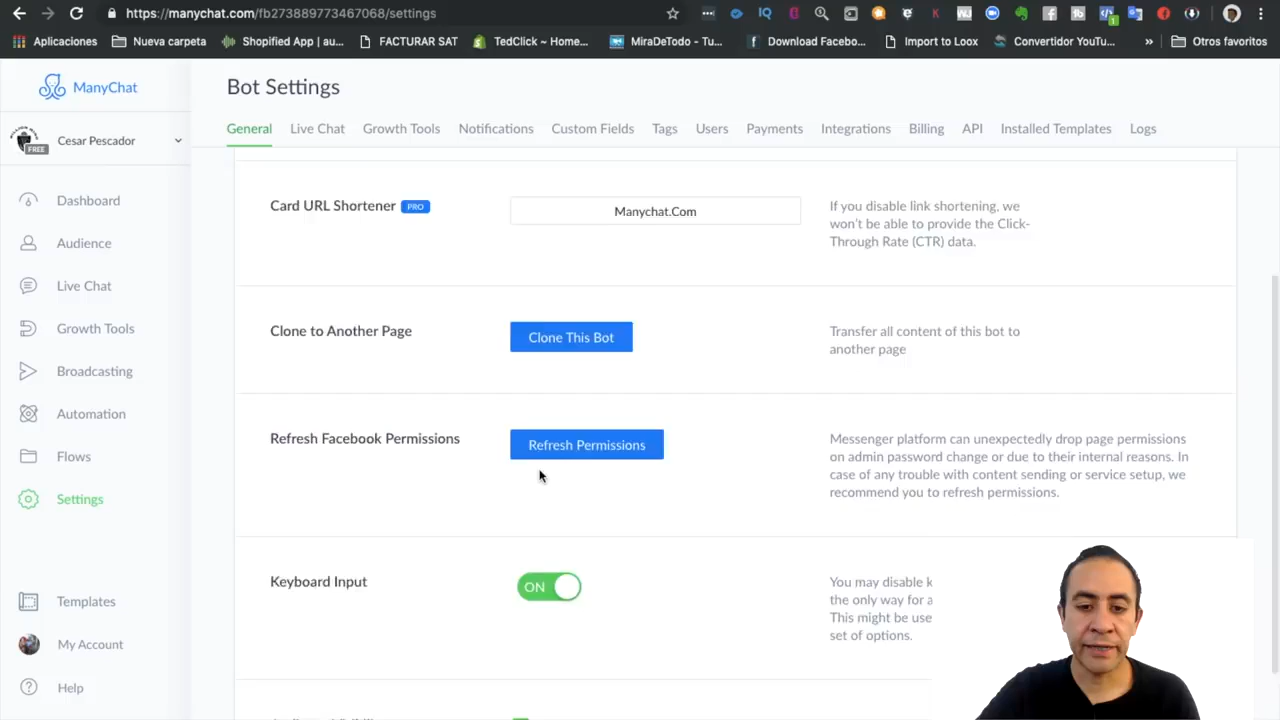 https://manychat.com/fb273889773467068/settings
Aplicaciones
Nueva carpeta
Shopified App | au...
FACTURAR SAT
TedClick ~ Home...
MiraDeTodo - Tu...
Download Facebo...
Import to Loox
Convertidor YouTu...
»
Otros favoritos
ManyChat
Bot Settings
Cesar Pescador
FREE
General
Live Chat
Growth Tools
Notifications
Custom Fields
Tags
Users
Payments
Integrations
Billing
API
Installed Templates
Logs
Dashboard
Audience
Live Chat
Growth Tools
Broadcasting
Automation
Flows
Settings
Templates
My Account
Help
Card URL Shortener PRO
Manychat.Com
If you disable link shortening, we
won't be able to provide the Click-
Through Rate (CTR) data.
Clone to Another Page
Clone This Bot
Transfer all content of this bot to
another page
Refresh Facebook Permissions
Refresh Permissions
Messenger platform can unexpectedly drop page permissions
on admin password change or due to their internal reasons. In
case of any trouble with content sending or service setup, we
recommend you to refresh permissions.
Keyboard Input
ON
You may disable k
the only way for a
This might be use
set of options.